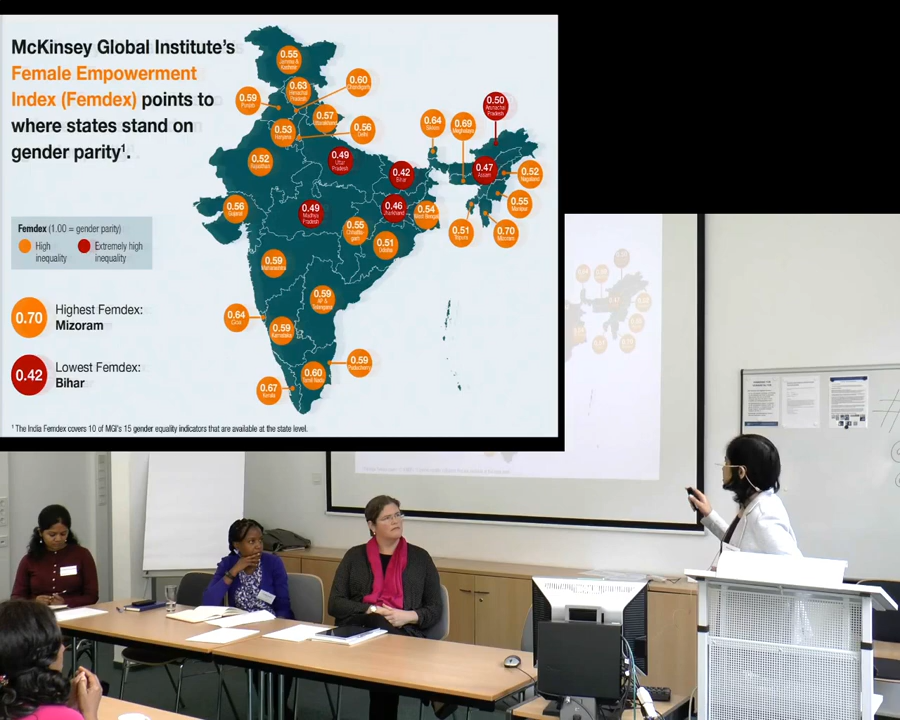 McKinsey Global Institute's
Female Empowerment
Index (Femdex) points to
where states stand on
gender parity¹.
Femdex (1.00 = gender parity)
High
inequality
Extremely high
inequality
0.70
Highest Femdex:
Mizoram
0.42
Lowest Femdex:
Bihar
0.55
Jammu &
Kashmir
0.63
Himachal
Pradesh
0.60
Chandigarh
0.59
Punjab
0.57
Uttarakhand
0.53
Haryana
0.56
Delhi
0.52
Rajasthan
0.49
Uttar
Pradesh
0.42
Bihar
0.64
Sikkim
0.69
Meghalaya
0.50
Arunachal
Pradesh
0.47
Assam
0.52
Nagaland
0.55
Manipur
0.70
Mizoram
0.51
Tripura
0.56
Gujarat
0.49
Madhya
Pradesh
0.46
Jharkhand
0.54
West Bengal
0.55
Chhattis-
garh
0.51
Odisha
0.59
Maharashtra
0.59
AP &
Telangana
0.64
Goa
0.59
Karnataka
0.59
Puducherry
0.60
Tamil Nadu
0.67
Kerala
¹ The India Femdex covers 10 of MGI's 15 gender equality indicators that are available at the state level.